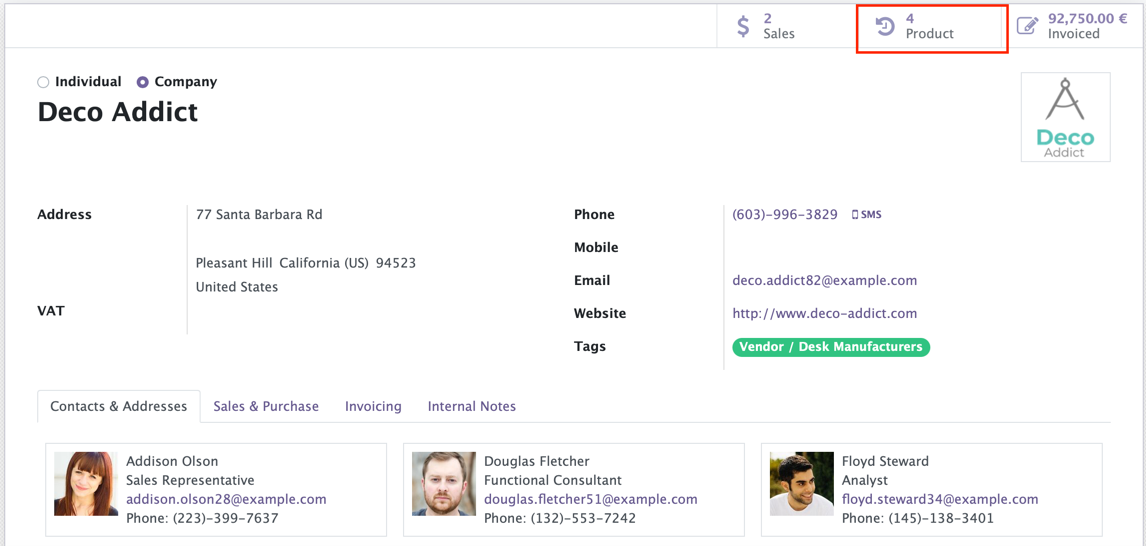 2
Sales
4
Product
92,750.00 €
Invoiced
Individual Company
Deco Addict
Deco
Addict
Address 77 Santa Barbara Rd
Pleasant Hill California (US) 94523
United States
VAT
Phone (603)-996-3829 SMS
Mobile
Email deco.addict82@example.com
Website http://www.deco-addict.com
Tags Vendor / Desk Manufacturers
Contacts & Addresses Sales & Purchase Invoicing Internal Notes
Addison Olson
Sales Representative
addison.olson28@example.com
Phone: (223)-399-7637
Douglas Fletcher
Functional Consultant
douglas.fletcher51@example.com
Phone: (132)-553-7242
Floyd Steward
Analyst
floyd.steward34@example.com
Phone: (145)-138-3401